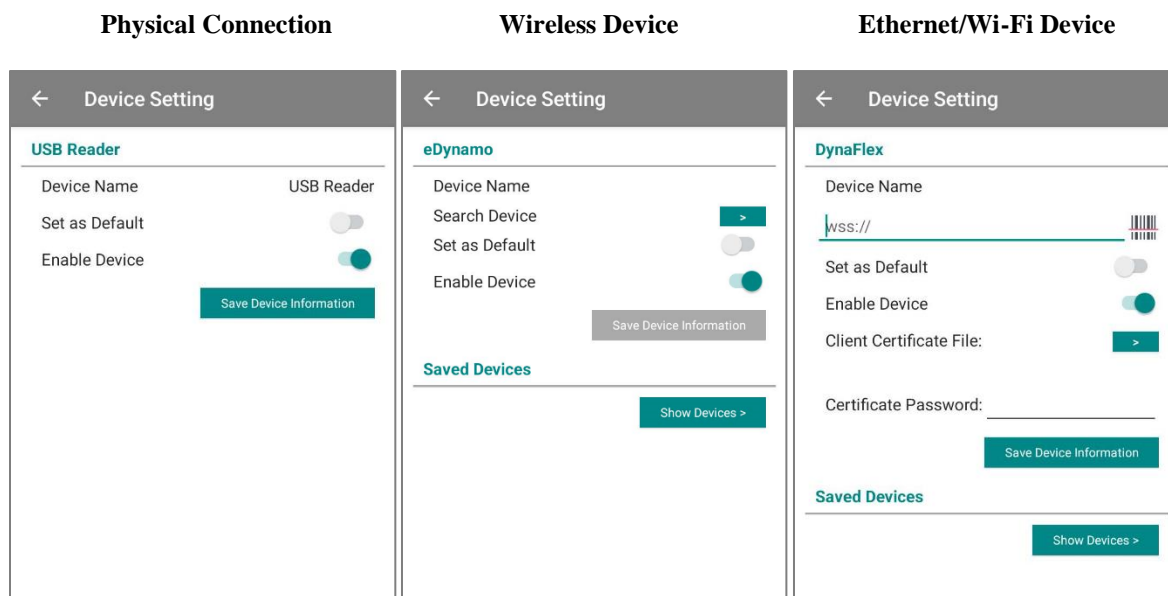 Physical Connection
Wireless Device
Ethernet/Wi-Fi Device
← Device Setting
USB Reader
Device Name USB Reader
Set as Default
Enable Device
Save Device Information
← Device Setting
eDynamo
Device Name
Search Device >
Set as Default
Enable Device
Save Device Information
Saved Devices
Show Devices >
← Device Setting
DynaFlex
Device Name
wss://
Set as Default
Enable Device
Client Certificate File: >
Certificate Password:
Save Device Information
Saved Devices
Show Devices >